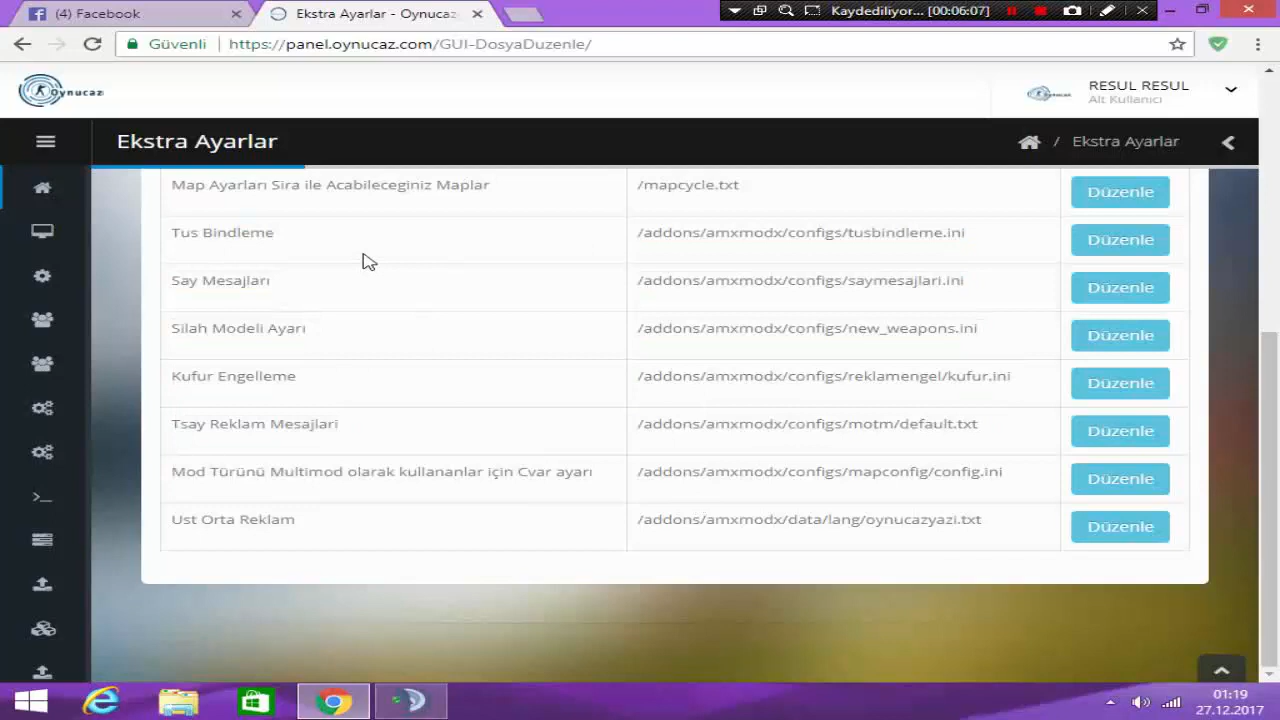 (4) Facebook
Ekstra Ayarlar - Oynucaz
Kaydediliyor... [00:06:07]
Güvenli
https://panel.oynucaz.com/GUI-DosyaDuzenle/
Oynucaz
RESUL RESUL
Alt Kullanıcı
Ekstra Ayarlar
/ Ekstra Ayarlar
Map Ayarları Sira ile Acabileceginiz Maplar /mapcycle.txt Düzenle
Tus Bindleme /addons/amxmodx/configs/tusbindleme.ini Düzenle
Say Mesajları /addons/amxmodx/configs/saymesajlari.ini Düzenle
Silah Modeli Ayarı /addons/amxmodx/configs/new_weapons.ini Düzenle
Kufur Engelleme /addons/amxmodx/configs/reklamengel/kufur.ini Düzenle
Tsay Reklam Mesajlari /addons/amxmodx/configs/motm/default.txt Düzenle
Mod Türünü Multimod olarak kullananlar için Cvar ayarı /addons/amxmodx/configs/mapconfig/config.ini Düzenle
Ust Orta Reklam /addons/amxmodx/data/lang/oynucazyazi.txt Düzenle
01:19
27.12.2017